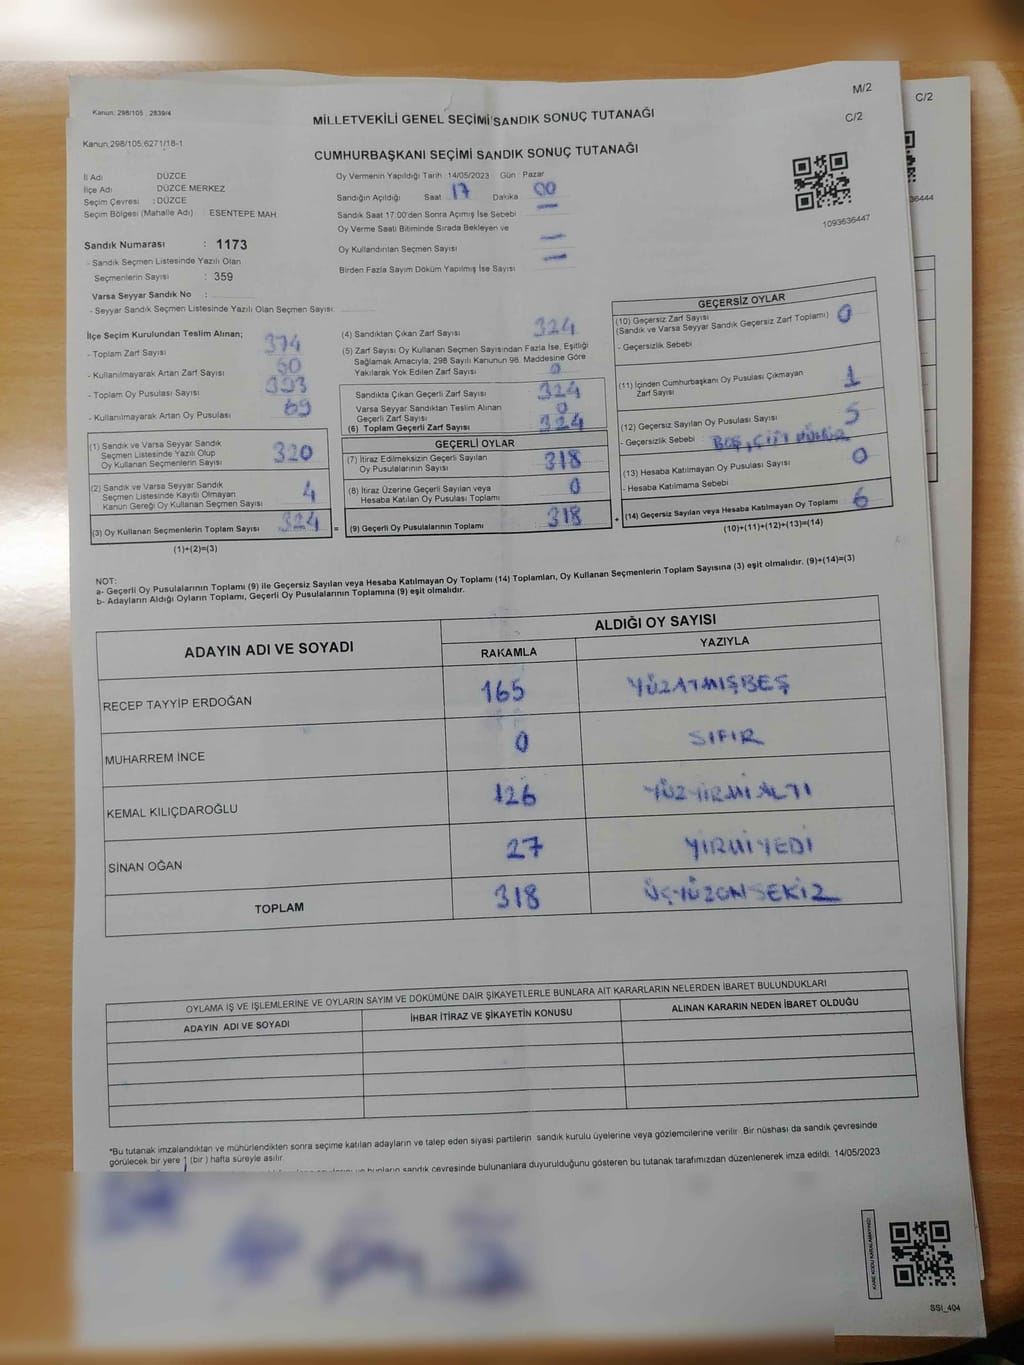 M/2
C/2
Kanun: 298/105 , 2839/4
MİLLETVEKİLİ GENEL SEÇİMİ SANDIK SONUÇ TUTANAĞI
C/2
Kanun:298/105;6271/18-1
CUMHURBAŞKANI SEÇİMİ SANDIK SONUÇ TUTANAĞI
İl Adı DÜZCE
İlçe Adı DÜZCE MERKEZ
Seçim Çevresi : DÜZCE
Seçim Bölgesi (Mahalle Adı) : ESENTEPE MAH.
Sandık Numarası : 1173
- Sandık Seçmen Listesinde Yazılı Olan
Seçmenlerin Sayısı : 359
Varsa Seyyar Sandık No :
- Seyyar Sandık Seçmen Listesinde Yazılı Olan Seçmen Sayısı:
Oy Vermenin Yapıldığı Tarih : 14/05/2023 Gün : Pazar
Sandığın Açıldığı Saat 17 Dakika 00
Sandık Saat 17:00'den Sonra Açımış İse Sebebi
Oy Verme Saati Bitiminde Sırada Bekleyen ve
Oy Kullandırılan Seçmen Sayısı
Birden Fazla Sayım Döküm Yapılmış İse Sayısı
1093636447
36444
İlçe Seçim Kurulundan Teslim Alınan;
- Toplam Zarf Sayısı 374
- Kullanılmayarak Artan Zarf Sayısı 50
- Toplam Oy Pusulası Sayısı 393
- Kullanılmayarak Artan Oy Pusulası 69
(1) Sandık ve Varsa Seyyar Sandık
Seçmen Listesinde Yazılı Olup
Oy Kullanan Seçmenlerin Sayısı 320
(2) Sandık ve Varsa Seyyar Sandık
Seçmen Listesinde Kayıtlı Olmayan
Kanun Gereği Oy Kullanan Seçmen Sayısı 4
(3) Oy Kullanan Seçmenlerin Toplam Sayısı 324
(1)+(2)=(3)
=
(4) Sandıktan Çıkan Zarf Sayısı 324
(5) Zarf Sayısı Oy Kullanan Seçmen Sayısından Fazla İse, Eşitliği
Sağlamak Amacıyla, 298 Sayılı Kanunun 98. Maddesine Göre
Yakılarak Yok Edilen Zarf Sayısı 0
Sandıkta Çıkan Geçerli Zarf Sayısı 324
Varsa Seyyar Sandıktan Teslim Alınan
Geçerli Zarf Sayısı 0
(6) Toplam Geçerli Zarf Sayısı 324
GEÇERLİ OYLAR
(7) İtiraz Edilmeksizin Geçerli Sayılan
Oy Pusulalarının Sayısı 318
(8) İtiraz Üzerine Geçerli Sayılan veya
Hesaba Katılan Oy Pusulası Toplamı 0
(9) Geçerli Oy Pusulalarının Toplamı 318
+
GEÇERSİZ OYLAR
(10) Geçersiz Zarf Sayısı
(Sandık ve Varsa Seyyar Sandık Geçersiz Zarf Toplamı) 0
- Geçersizlik Sebebi
(11) İçinden Cumhurbaşkanı Oy Pusulası Çıkmayan
Zarf Sayısı 1
(12) Geçersiz Sayılan Oy Pusulası Sayısı 5
- Geçersizlik Sebebi BOŞ, ÇİFT MÜHÜR
(13) Hesaba Katılmayan Oy Pusulası Sayısı 0
- Hesaba Katılmama Sebebi
(14) Geçersiz Sayılan veya Hesaba Katılmayan Oy Toplamı 6
(10)+(11)+(12)+(13)=(14)
NOT:
a- Geçerli Oy Pusulalarının Toplamı (9) ile Geçersiz Sayılan veya Hesaba Katılmayan Oy Toplamı (14) Toplamları, Oy Kullanan Seçmenlerin Toplam Sayısına (3) eşit olmalıdır. (9)+(14)=(3)
b- Adayların Aldığı Oyların Toplamı, Geçerli Oy Pusulalarının Toplamına (9) eşit olmalıdır.
ADAYIN ADI VE SOYADI ALDIĞI OY SAYISI
RAKAMLA YAZIYLA
RECEP TAYYİP ERDOĞAN 165 YÜZATMIŞBEŞ
MUHARREM İNCE 0 SIFIR
KEMAL KILIÇDAROĞLU 126 YÜZYİRMİALTI
SİNAN OĞAN 27 YİRMİYEDİ
TOPLAM 318 ÜÇYÜZONSEKİZ
OYLAMA İŞ VE İŞLEMLERİNE VE OYLARIN SAYIM VE DÖKÜMÜNE DAİR ŞİKAYETLERLE BUNLARA AİT KARARLARIN NELERDEN İBARET BULUNDUKLARI
ADAYIN ADI VE SOYADI İHBAR İTİRAZ VE ŞİKAYETİN KONUSU ALINAN KARARIN NEDEN İBARET OLDUĞU
*Bu tutanak imzalandıktan ve mühürlendikten sonra seçime katılan adayların ve talep eden siyasi partilerin sandık kurulu üyelerine veya gözlemcilerine verilir. Bir nüshası da sandık çevresinde
görülecek bir yere 1 (bir ) hafta süreyle asılır.
ve bunların sandık çevresinde bulunanlara duyurulduğunu gösteren bu tutanak tarafımızdan düzenlenerek imza edildi. 14/05/2023
KARE KODU KARALAMAYINIZ!
SSI_404